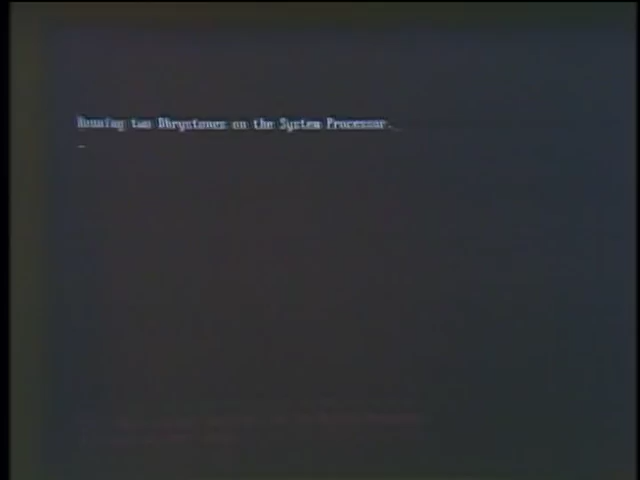 Running two Dhrystones on the System Processor.